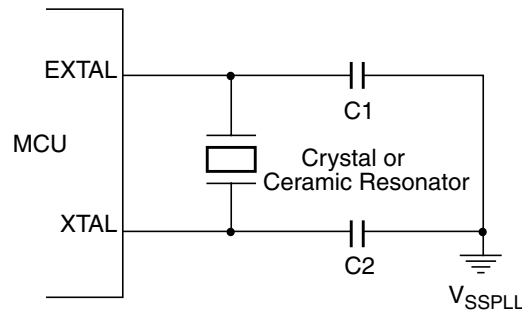 EXTAL
C1
MCU
Crystal or
Ceramic Resonator
XTAL
C2
VSSPLL